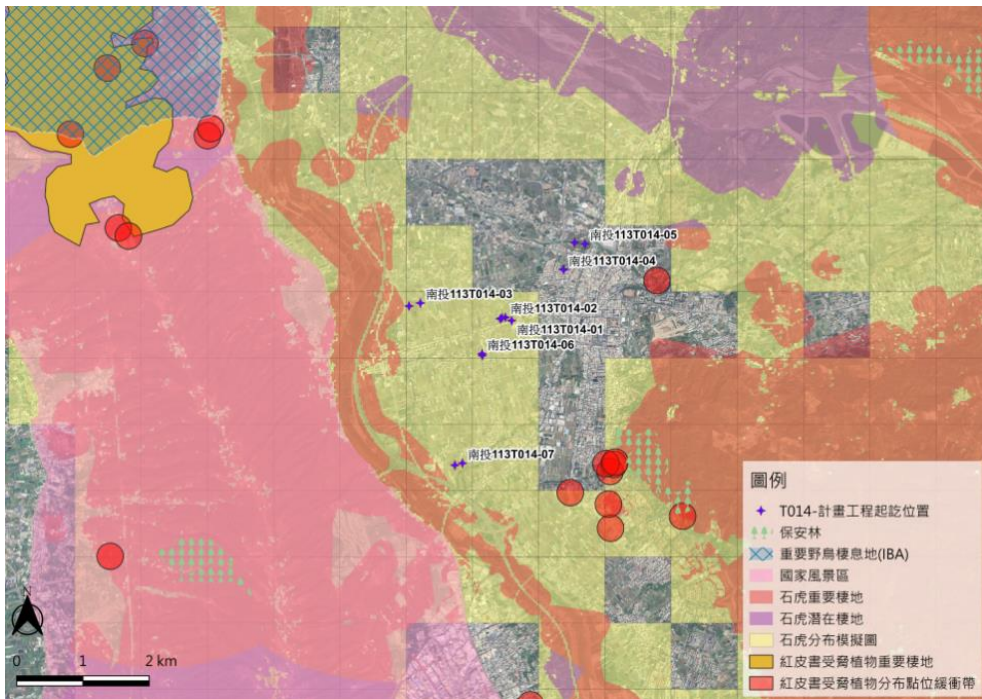 南投113T014-05
南投113T014-04
南投113T014-03
南投113T014-02
南投113T014-01
南投113T014-06
南投113T014-07
圖例
T014-計畫工程起訖位置
保安林
重要野鳥棲息地(IBA)
國家風景區
石虎重要棲地
石虎潛在棲地
石虎分布模擬圖
紅皮書受脅植物重要棲地
紅皮書受脅植物分布點位緩衝帶
N
0 1 2 km